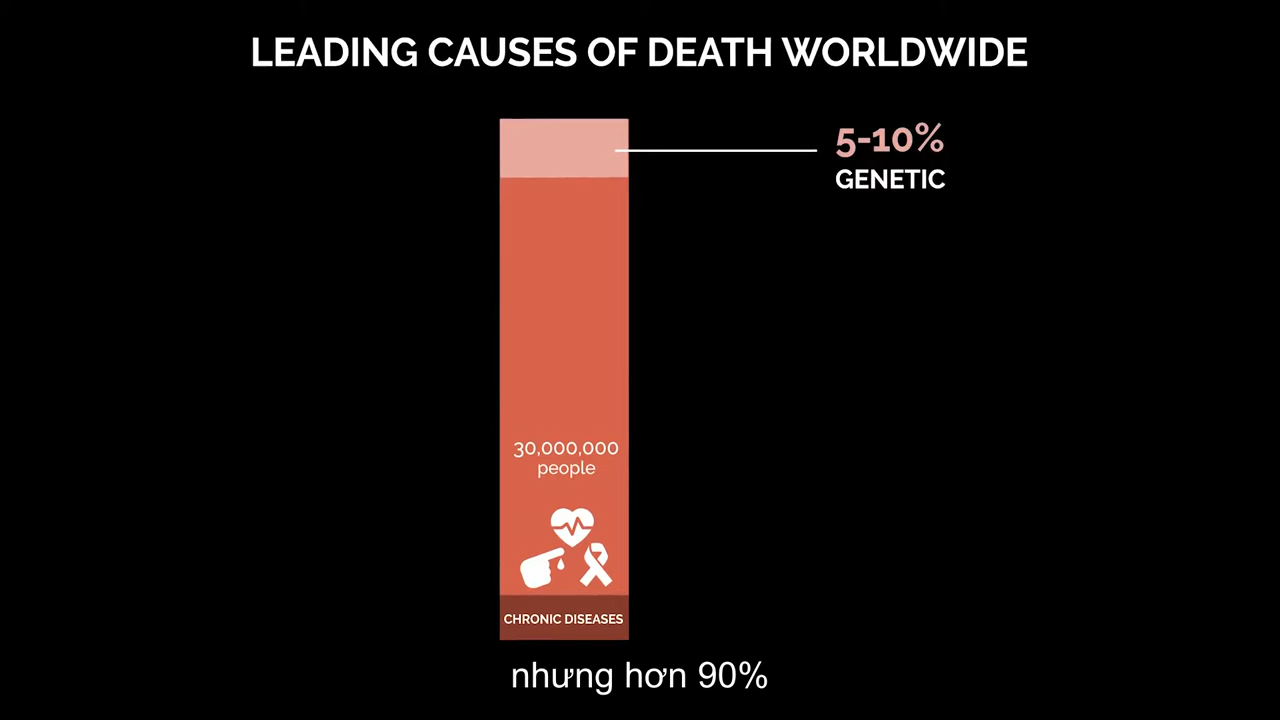 LEADING CAUSES OF DEATH WORLDWIDE
5-10%
GENETIC
30,000,000
people
CHRONIC DISEASES
nhưng hơn 90%